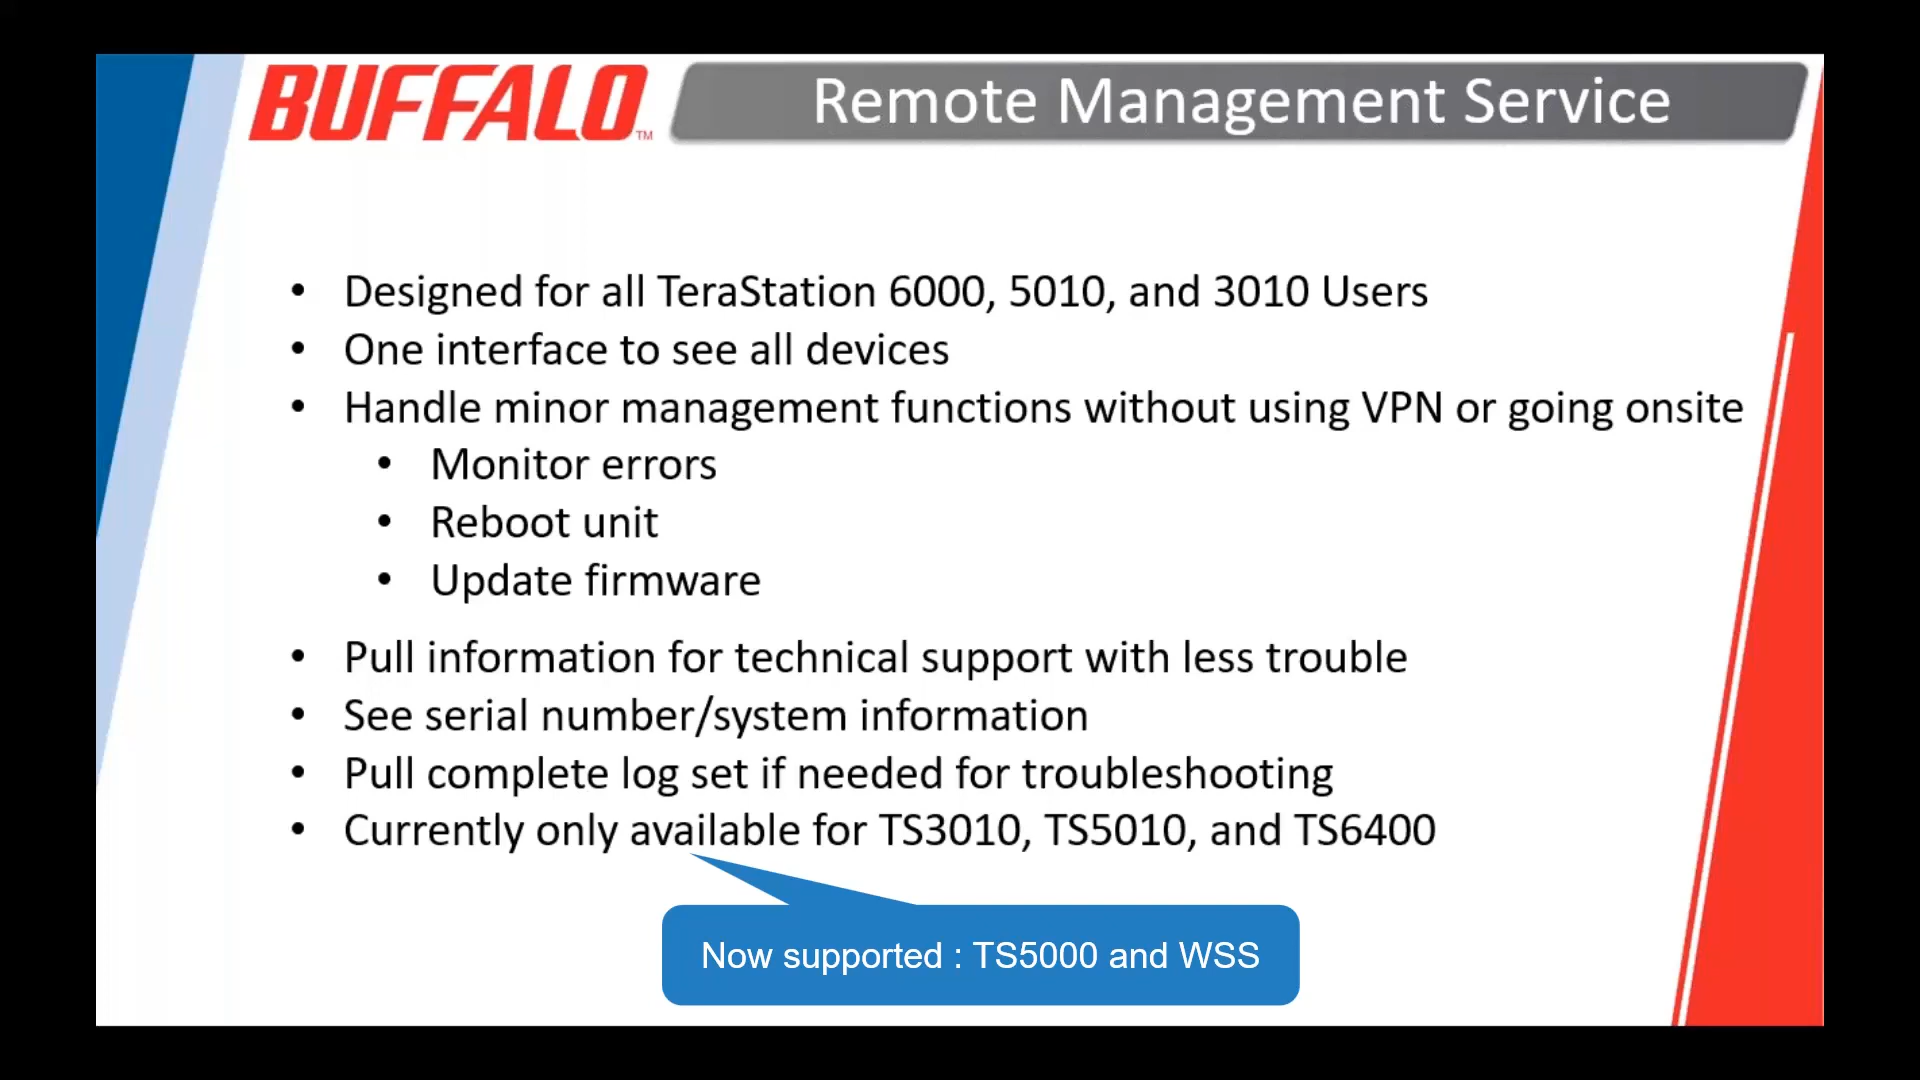 BUFFALO™ Remote Management Service
• Designed for all TeraStation 6000, 5010, and 3010 Users
• One interface to see all devices
• Handle minor management functions without using VPN or going onsite
• Monitor errors
• Reboot unit
• Update firmware
• Pull information for technical support with less trouble
• See serial number/system information
• Pull complete log set if needed for troubleshooting
• Currently only available for TS3010, TS5010, and TS6400
Now supported : TS5000 and WSS